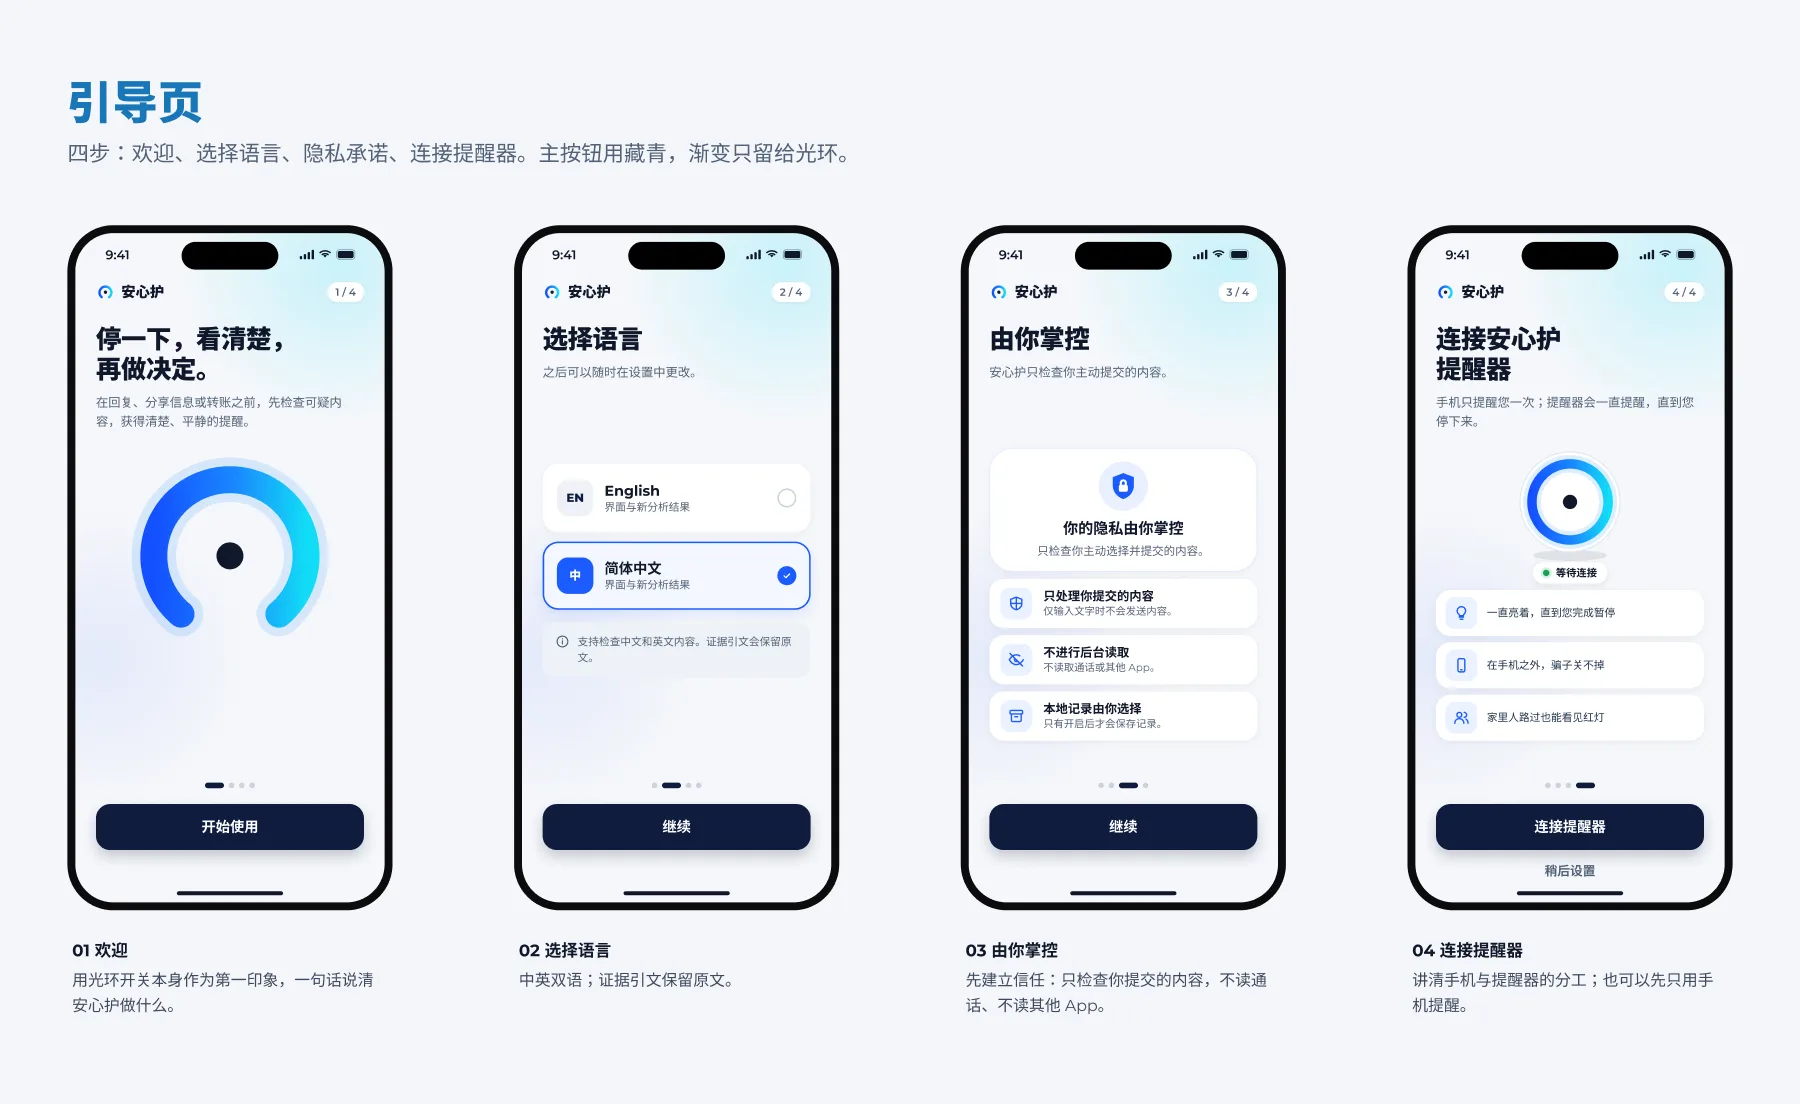 引导页
四步：欢迎、选择语言、隐私承诺、连接提醒器。主按钮用藏青，渐变只留给光环。
9:41
安心护
1 / 4
停一下，看清楚，
再做决定。
在回复、分享信息或转账之前，先检查可疑内
容，获得清楚、平静的提醒。
开始使用
01 欢迎
用光环开关本身作为第一印象，一句话说清
安心护做什么。
9:41
安心护
2 / 4
选择语言
之后可以随时在设置中更改。
EN
English
界面与新分析结果
中
简体中文
界面与新分析结果
支持检查中文和英文内容。证据引文会保留原
文。
继续
02 选择语言
中英双语；证据引文保留原文。
9:41
安心护
3 / 4
由你掌控
安心护只检查你主动提交的内容。
你的隐私由你掌控
只检查你主动选择并提交的内容。
只处理你提交的内容
仅输入文字时不会发送内容。
不进行后台读取
不读取通话或其他 App。
本地记录由你选择
只有开启后才会保存记录。
继续
03 由你掌控
先建立信任：只检查你提交的内容，不读通
话、不读其他 App。
9:41
安心护
4 / 4
连接安心护
提醒器
手机只提醒您一次；提醒器会一直提醒，直到您
停下来。
等待连接
一直亮着，直到您完成暂停
在手机之外，骗子关不掉
家里人路过也能看见红灯
连接提醒器
稍后设置
04 连接提醒器
讲清手机与提醒器的分工；也可以先只用手
机提醒。